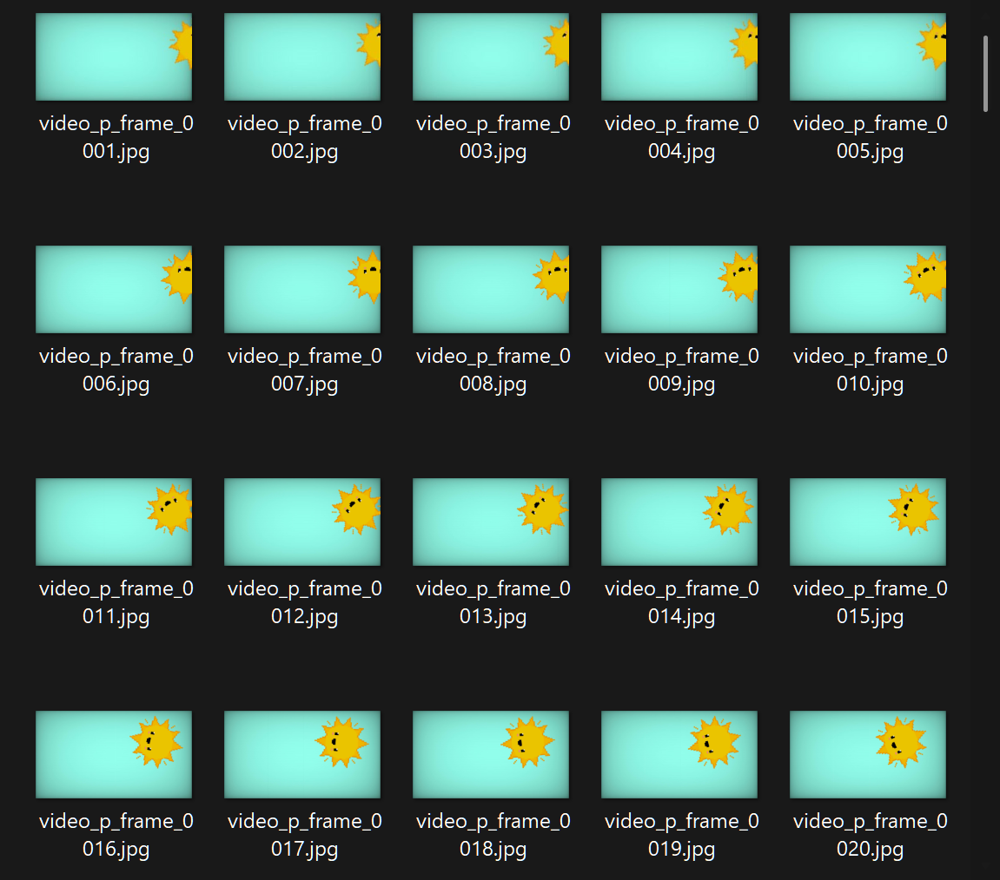 video_p_frame_0 video_p_frame_0 video_p_frame_0 video_p_frame_0 video_p_frame_0
001.jpg 002.jpg 003.jpg 004.jpg 005.jpg
video_p_frame_0 video_p_frame_0 video_p_frame_0 video_p_frame_0 video_p_frame_0
006.jpg 007.jpg 008.jpg 009.jpg 010.jpg
video_p_frame_0 video_p_frame_0 video_p_frame_0 video_p_frame_0 video_p_frame_0
011.jpg 012.jpg 013.jpg 014.jpg 015.jpg
video_p_frame_0 video_p_frame_0 video_p_frame_0 video_p_frame_0 video_p_frame_0
016.jpg 017.jpg 018.jpg 019.jpg 020.jpg